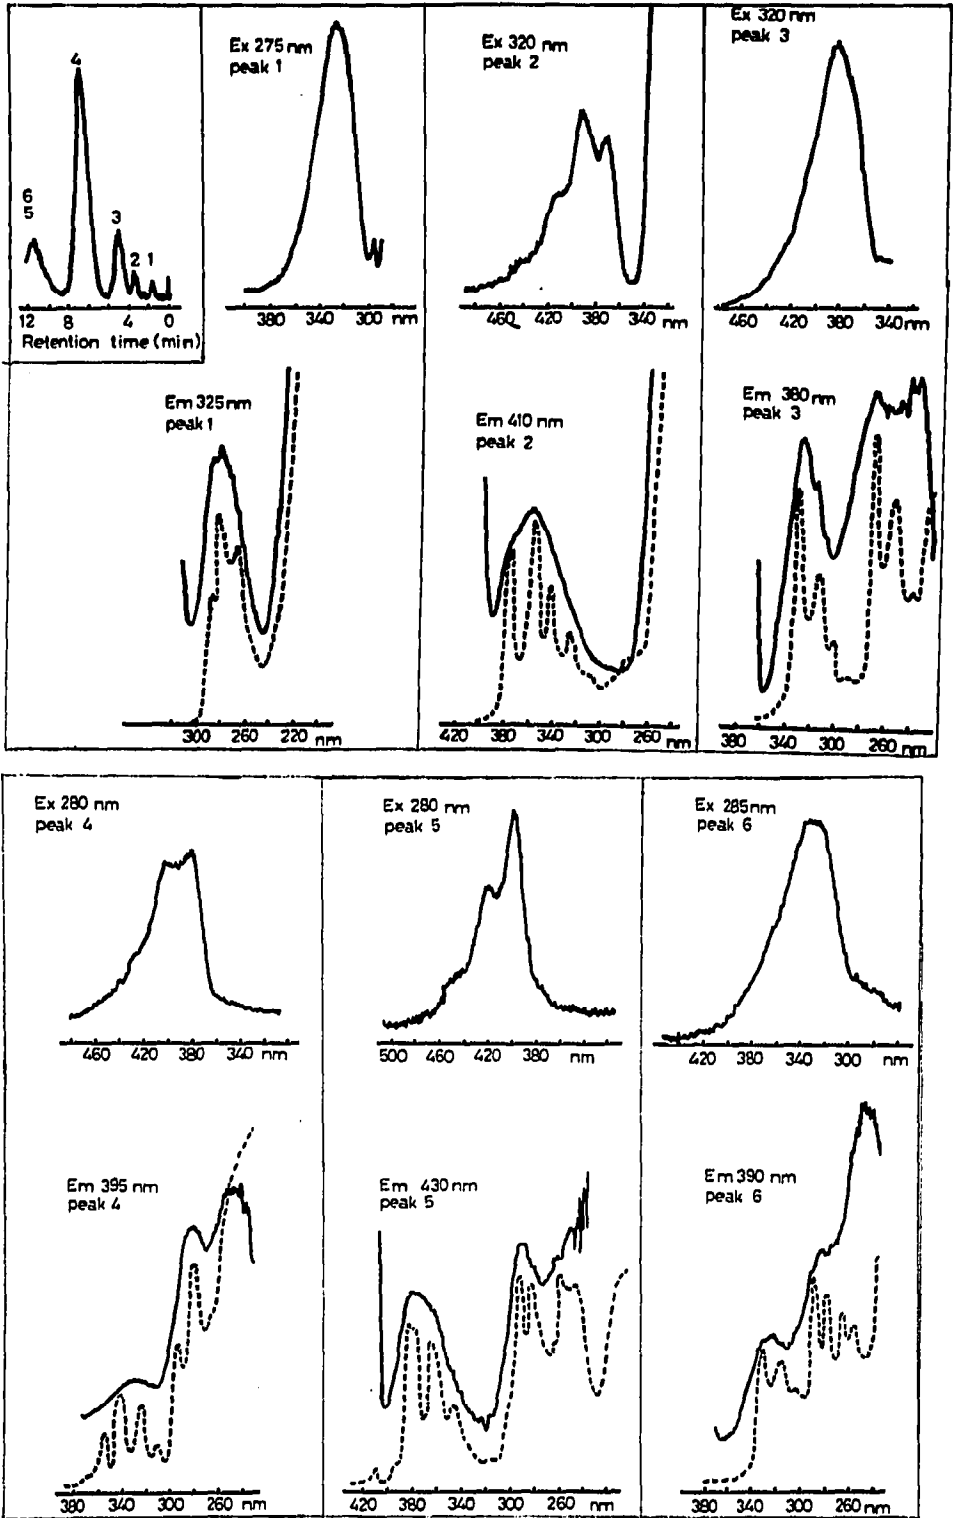 4
6
5
3
2 1
12 8 4 0
Retention time (min)
Ex 275 nm
peak 1
380 340 300 nm
Ex 320 nm
peak 2
460 420 380 340 nm
Ex 320 nm
peak 3
460 420 380 340 nm
Em 325 nm
peak 1
300 260 220 nm
Em 410 nm
peak 2
420 380 340 300 260 nm
Em 380 nm
peak 3
380 340 300 260 nm
Ex 280 nm
peak 4
460 420 380 340 nm
Ex 280 nm
peak 5
500 460 420 380 nm
Ex 285 nm
peak 6
420 380 340 300 nm
Em 395 nm
peak 4
380 340 300 260 nm
Em 430 nm
peak 5
420 380 340 300 260 nm
Em 390 nm
peak 6
380 340 300 260 nm